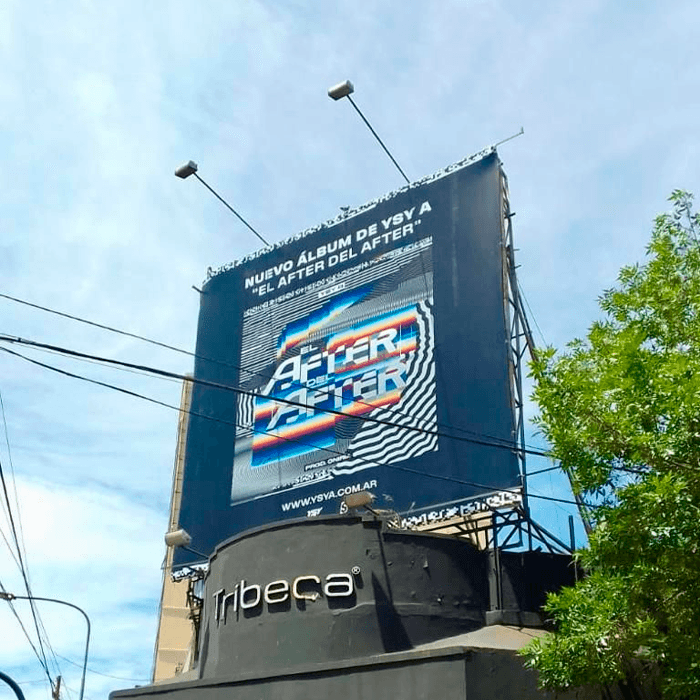 NUEVO ÁLBUM DE YSY A
"EL AFTER DEL AFTER"
EL
AFTER
DEL
AFTER
WWW.YSYA.COM.AR
Tribeca®